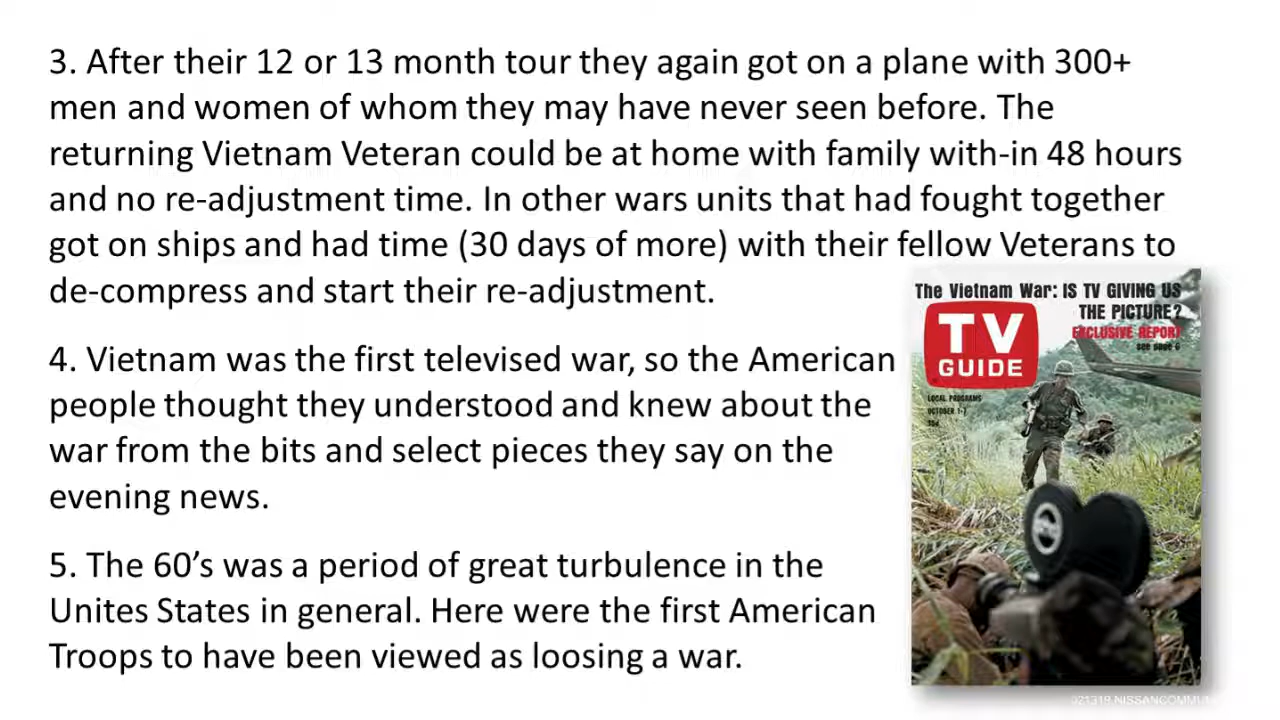 3. After their 12 or 13 month tour they again got on a plane with 300+
men and women of whom they may have never seen before. The
returning Vietnam Veteran could be at home with family with-in 48 hours
and no re-adjustment time. In other wars units that had fought together
got on ships and had time (30 days of more) with their fellow Veterans to
de-compress and start their re-adjustment.
The Vietnam War: IS TV GIVING US
THE PICTURE?
EXCLUSIVE REPORT
see page 6
TV
GUIDE
LOCAL PROGRAMS
OCTOBER 1-7
15¢
4. Vietnam was the first televised war, so the American
people thought they understood and knew about the
war from the bits and select pieces they say on the
evening news.
5. The 60’s was a period of great turbulence in the
Unites States in general. Here were the first American
Troops to have been viewed as loosing a war.